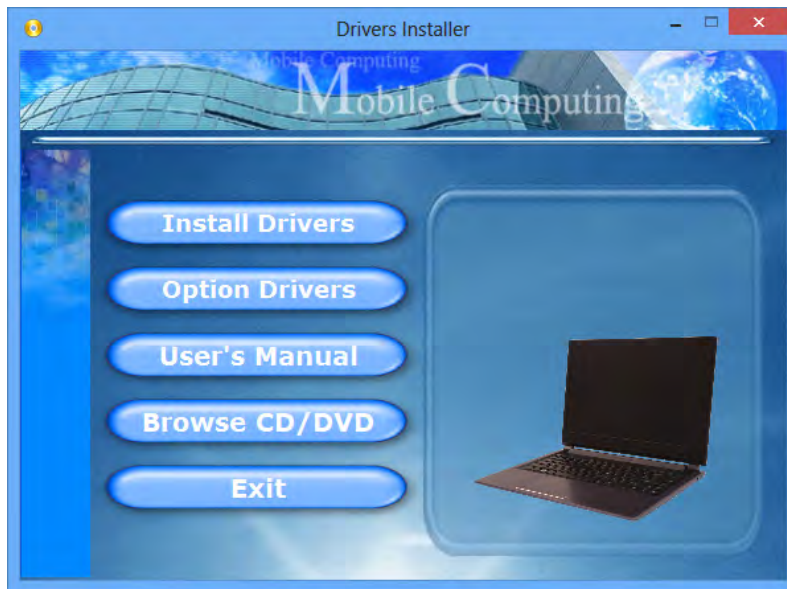 Drivers Installer
Mobile Computing
Mobile Computing
Install Drivers
Option Drivers
User's Manual
Browse CD/DVD
Exit